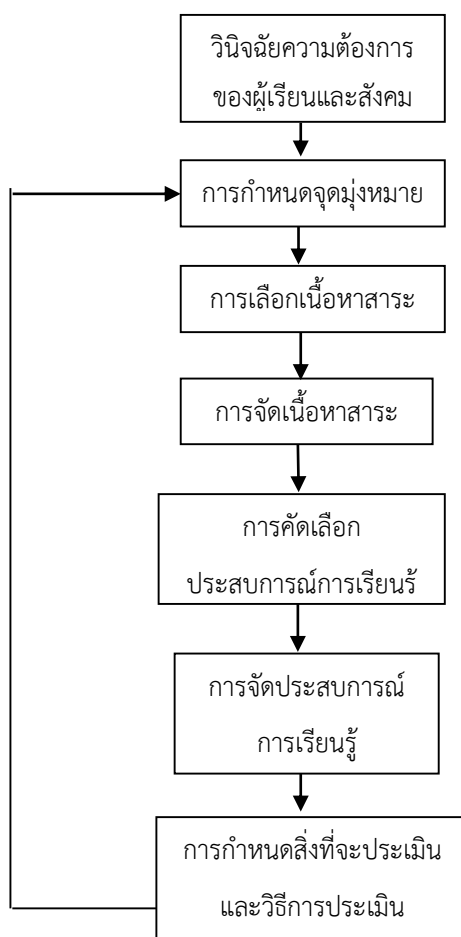 วินิจฉัยความต้องการ
ของผู้เรียนและสังคม
การกำหนดจุดมุ่งหมาย
การเลือกเนื้อหาสาระ
การจัดเนื้อหาสาระ
การคัดเลือก
ประสบการณ์การเรียนรู้
การจัดประสบการณ์
การเรียนรู้
การกำหนดสิ่งที่จะประเมิน
และวิธีการประเมิน